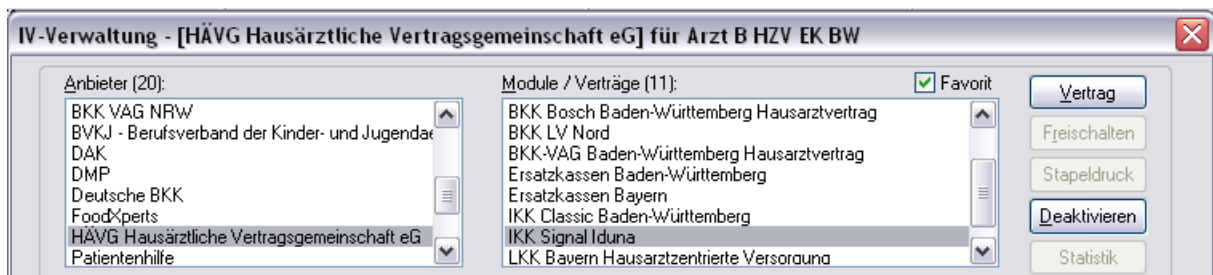 IV-Verwaltung - [HÄVG Hausärztliche Vertragsgemeinschaft eG] für Arzt B HZV EK BW
Anbieter (20):
BKK VAG NRW
BVKJ - Berufsverband der Kinder- und Jugendae
DAK
DMP
Deutsche BKK
FoodXperts
HÄVG Hausärztliche Vertragsgemeinschaft eG
Patientenhilfe
Module / Verträge (11):
Favorit
BKK Bosch Baden-Württemberg Hausarztvertrag
BKK LV Nord
BKK-VAG Baden-Württemberg Hausarztvertrag
Ersatzkassen Baden-Württemberg
Ersatzkassen Bayern
IKK Classic Baden-Württemberg
IKK Signal Iduna
LKK Bayern Hausarztzentrierte Versorgung
Vertrag
Freischalten
Stapeldruck
Deaktivieren
Statistik